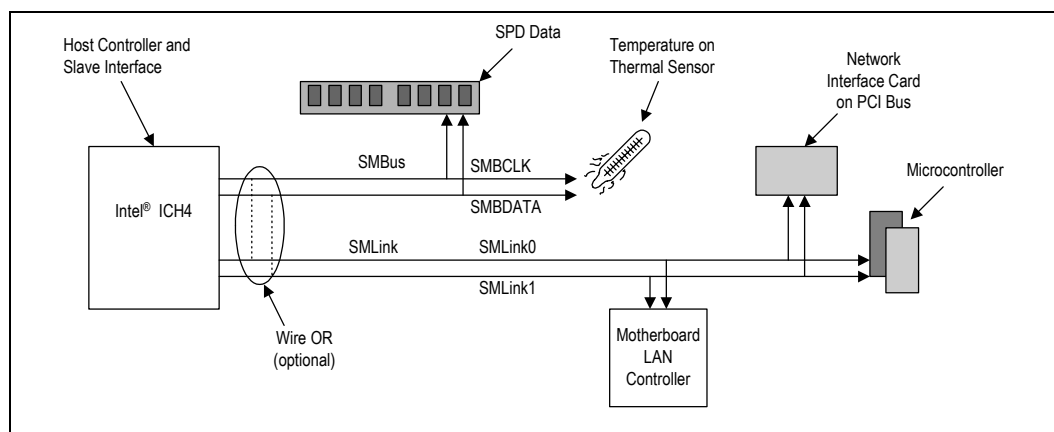 SPD Data
Temperature on
Thermal Sensor
Host Controller and
Slave Interface
Network
Interface Card
on PCI Bus
Microcontroller
SMBus
SMBCLK
SMBDATA
Intel® ICH4
SMLink
SMLink0
SMLink1
Wire OR
(optional)
Motherboard
LAN
Controller